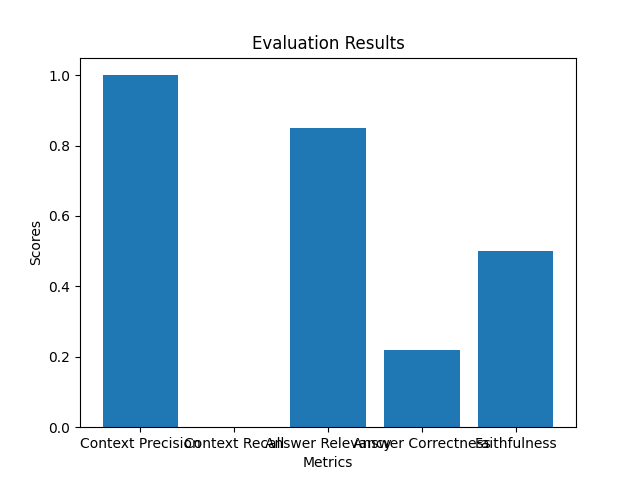 Evaluation Results
Scores
1.0
0.8
0.6
0.4
0.2
0.0
Context Precision Context Recall Answer Relevancy Answer Correctness Faithfulness
Metrics